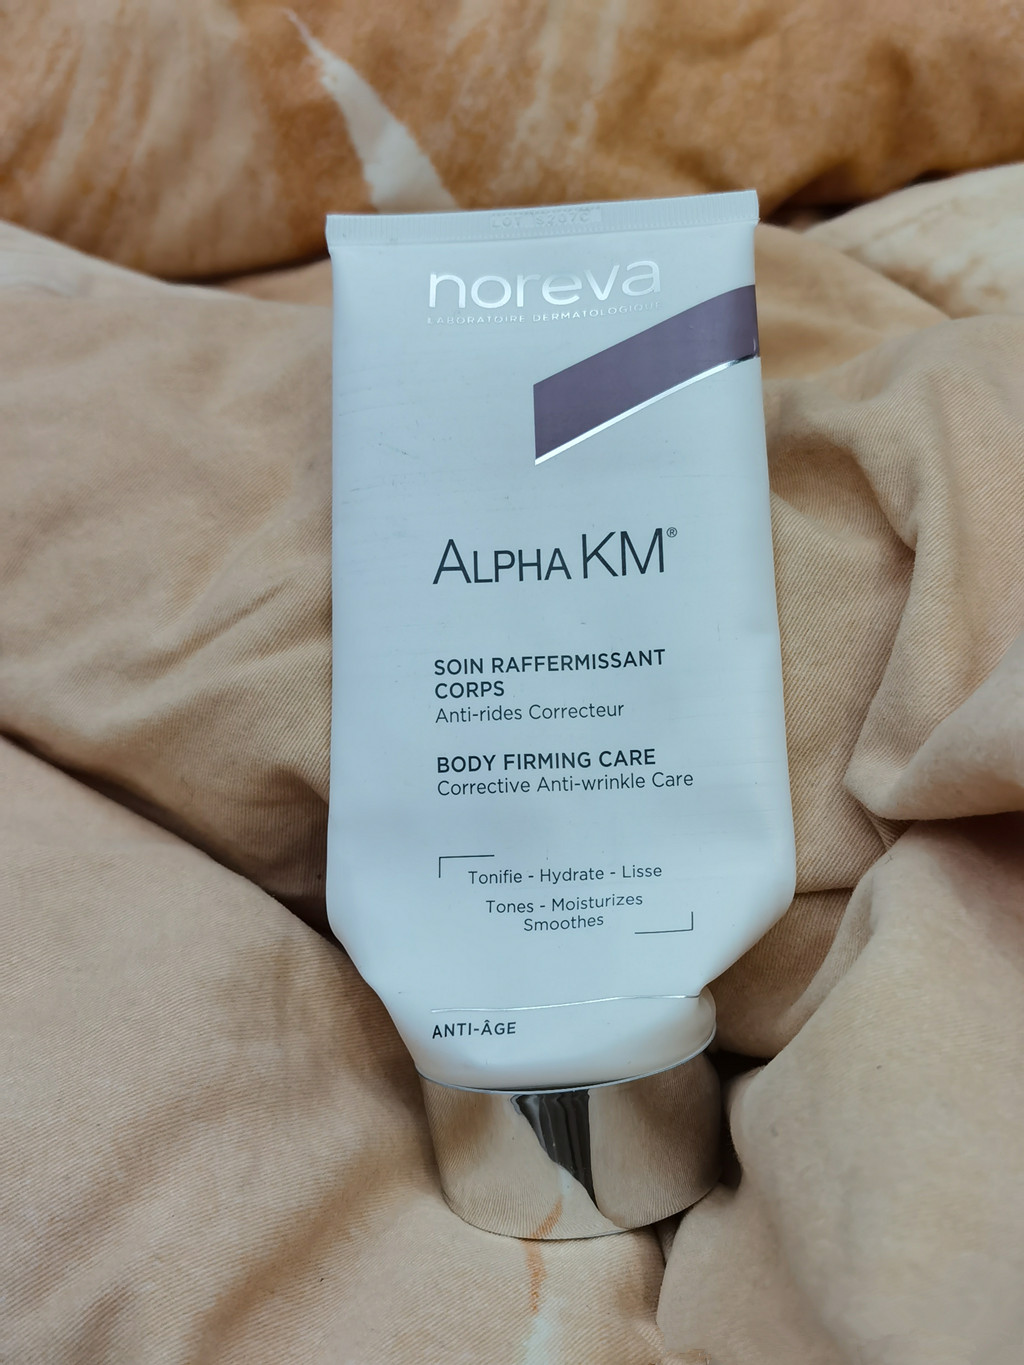 noreva
LABORATOIRE DERMATOLOGIQUE
ALPHA KM®
SOIN RAFFERMISSANT
CORPS
Anti-rides Correcteur
BODY FIRMING CARE
Corrective Anti-wrinkle Care
Tonifie - Hydrate - Lisse
Tones - Moisturizes
Smoothes
ANTI-ÂGE